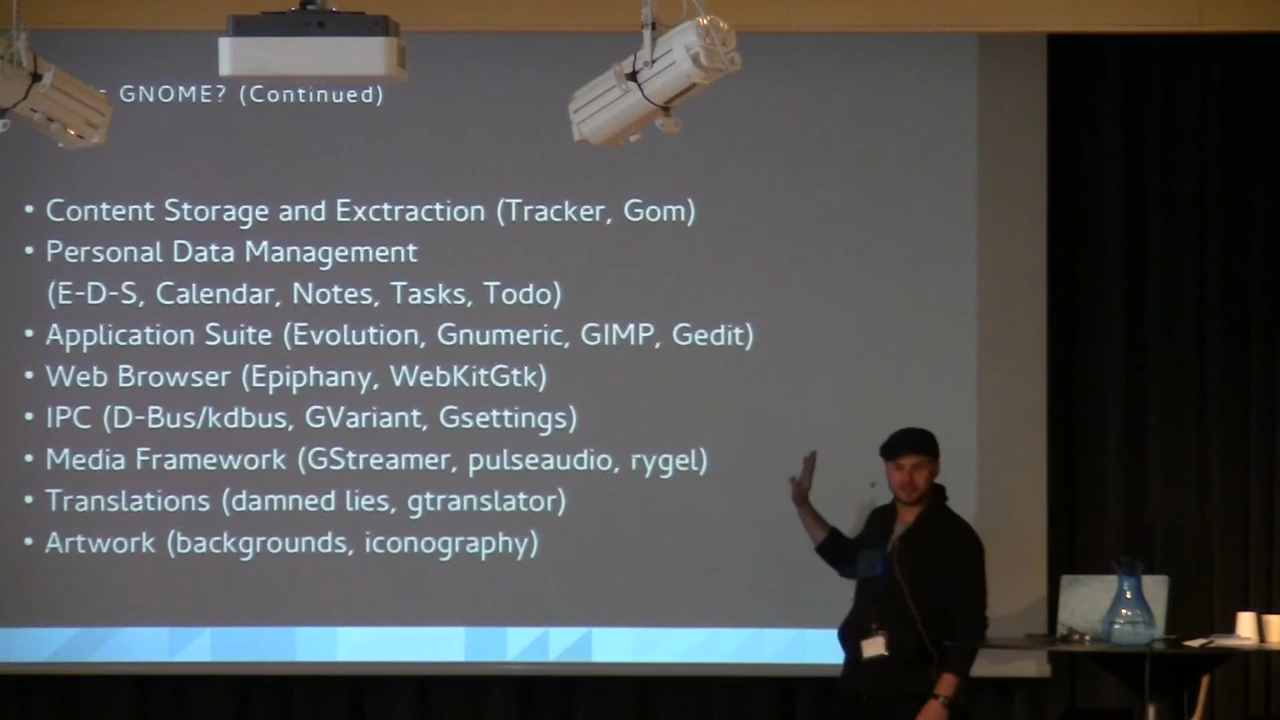 GNOME? (Continued)
• Content Storage and Exctraction (Tracker, Gom)
• Personal Data Management
(E-D-S, Calendar, Notes, Tasks, Todo)
• Application Suite (Evolution, Gnumeric, GIMP, Gedit)
• Web Browser (Epiphany, WebKitGtk)
• IPC (D-Bus/kdbus, GVariant, Gsettings)
• Media Framework (GStreamer, pulseaudio, rygel)
• Translations (damned lies, gtranslator)
• Artwork (backgrounds, iconography)